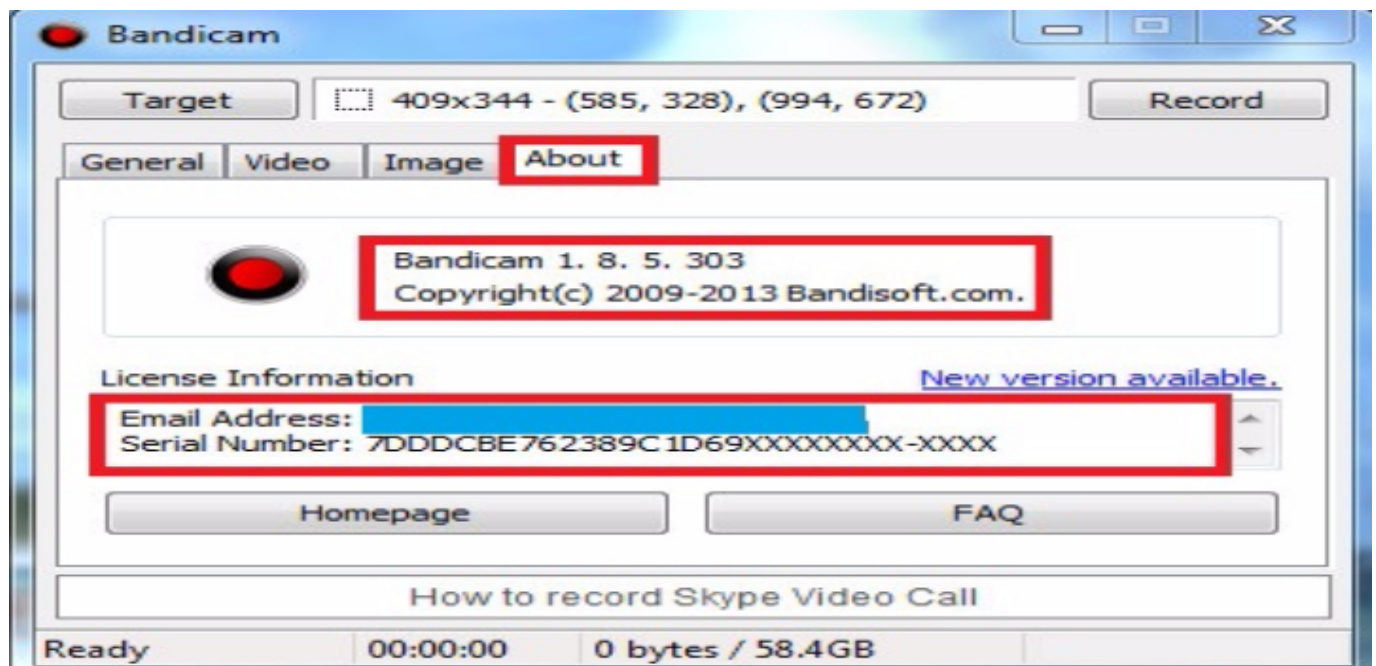 Bandicam
Target 409x344 - (585, 328), (994, 672) Record
General Video Image About
Bandicam 1. 8. 5. 303
Copyright(c) 2009-2013 Bandisoft.com.
License Information New version available.
Email Address:
Serial Number: 7DDDCBE762389C1D69XXXXXXXX-XXXX
Homepage FAQ
How to record Skype Video Call
Ready 00:00:00 0 bytes / 58.4GB